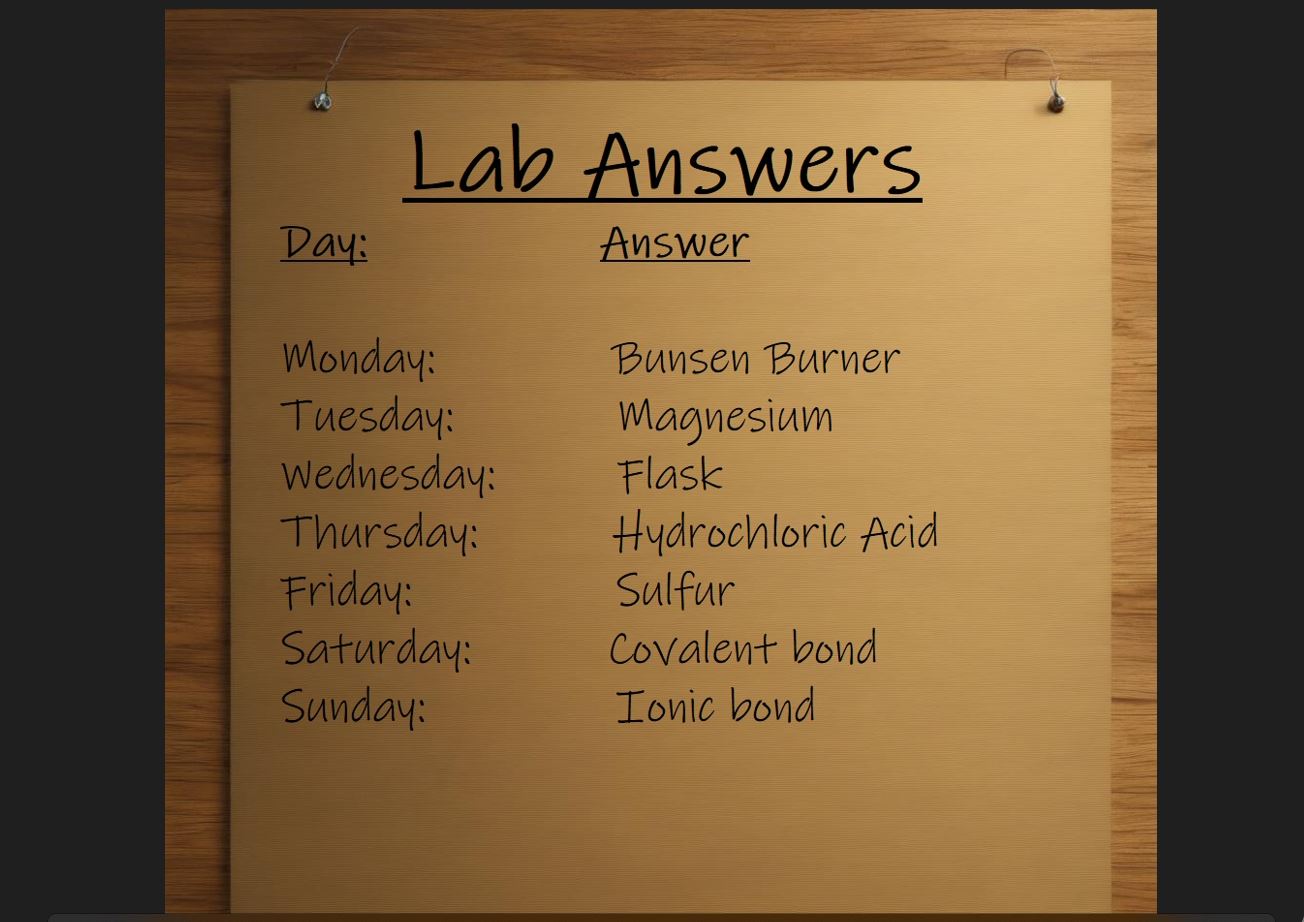 Lab Answers
Day: Answer
Monday: Bunsen Burner
Tuesday: Magnesium
Wednesday: Flask
Thursday: Hydrochloric Acid
Friday: Sulfur
Saturday: Covalent bond
Sunday: Ionic bond